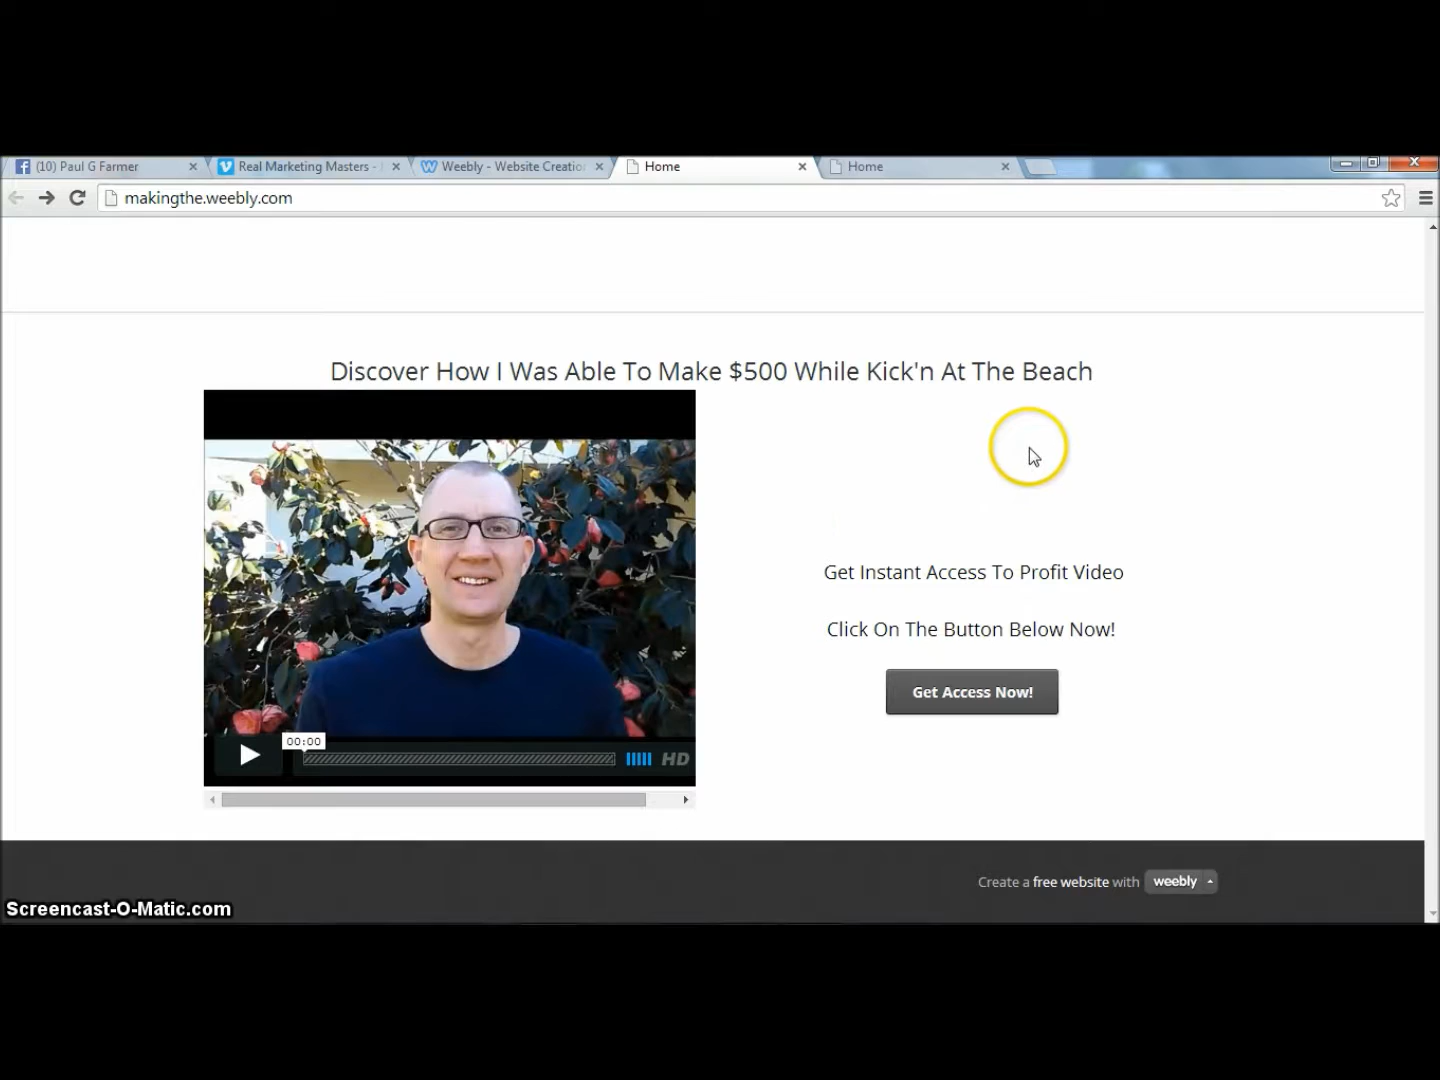 (10) Paul G Farmer
Real Marketing Masters -
Weebly - Website Creatio
Home
Home
makingthe.weebly.com
Discover How I Was Able To Make $500 While Kick'n At The Beach
Get Instant Access To Profit Video
Click On The Button Below Now!
Get Access Now!
00:00
HD
Create a free website with weebly
Screencast-O-Matic.com